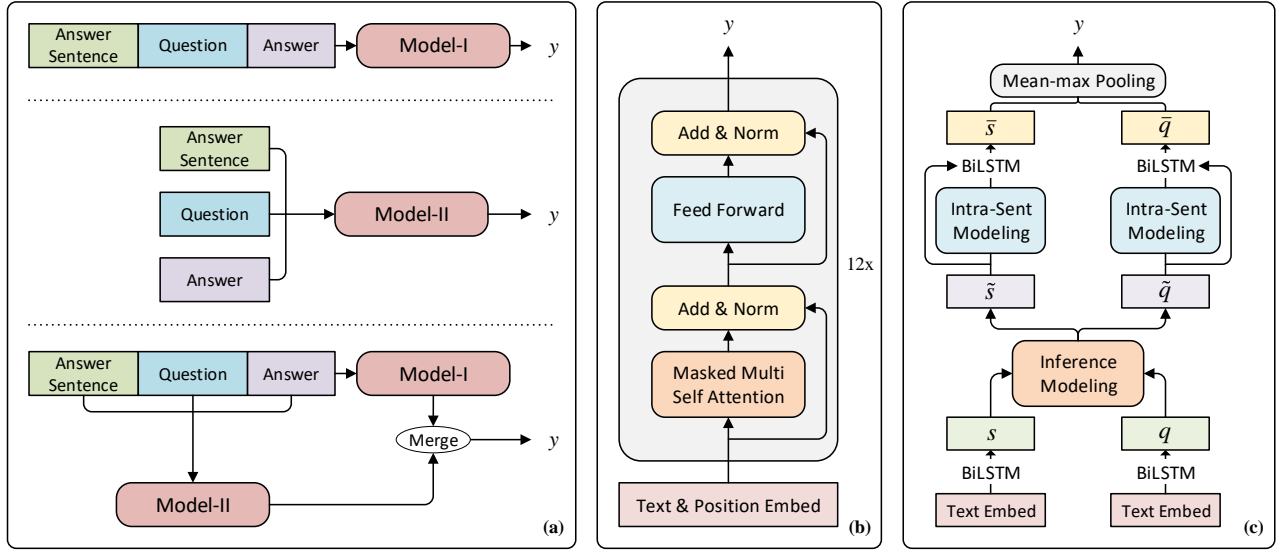 Answer
Sentence
Question
Answer
Model-I
y
Answer
Sentence
Question
Answer
Model-II
y
Answer
Sentence
Question
Answer
Model-I
Merge
y
Model-II
(a)
y
Add & Norm
Feed Forward
12x
Add & Norm
Masked Multi
Self Attention
Text & Position Embed
(b)
y
Mean-max Pooling
s̄
q̄
BiLSTM
BiLSTM
Intra-Sent
Modeling
Intra-Sent
Modeling
s̃
q̃
Inference
Modeling
s
q
BiLSTM
BiLSTM
Text Embed
Text Embed
(c)